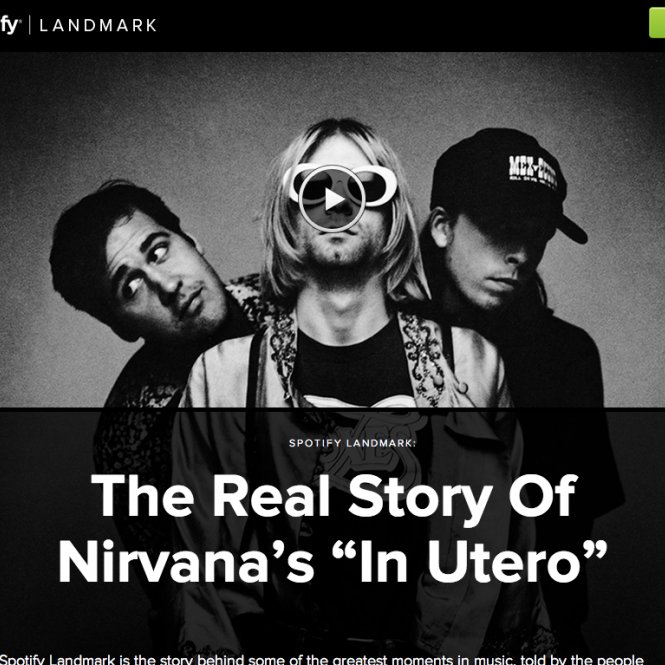 fy | LANDMARK
SPOTIFY LANDMARK:
The Real Story Of
Nirvana’s “In Utero”
Spotify Landmark is the story behind some of the greatest moments in music, told by the people